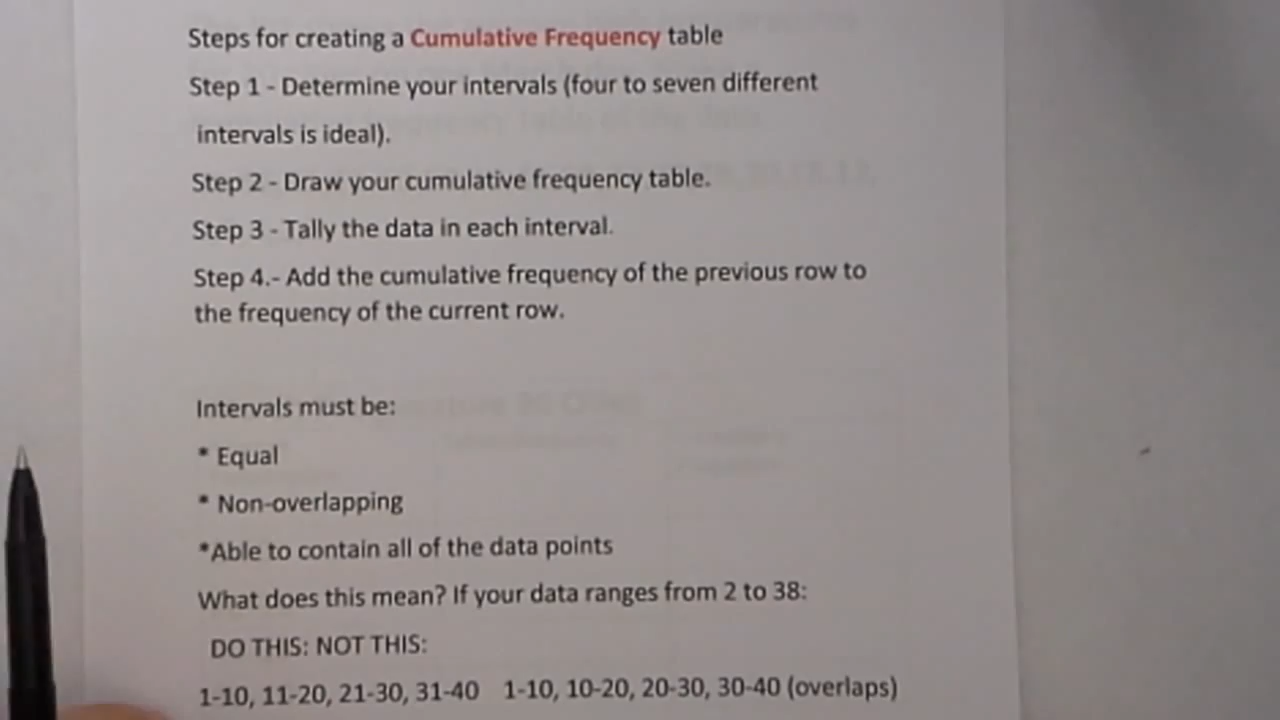 Steps for creating a Cumulative Frequency table
Step 1 - Determine your intervals (four to seven different
intervals is ideal).
Step 2 - Draw your cumulative frequency table.
Step 3 - Tally the data in each interval.
Step 4.- Add the cumulative frequency of the previous row to
the frequency of the current row.
Intervals must be:
* Equal
* Non-overlapping
*Able to contain all of the data points
What does this mean? If your data ranges from 2 to 38:
DO THIS: NOT THIS:
1-10, 11-20, 21-30, 31-40 1-10, 10-20, 20-30, 30-40 (overlaps)